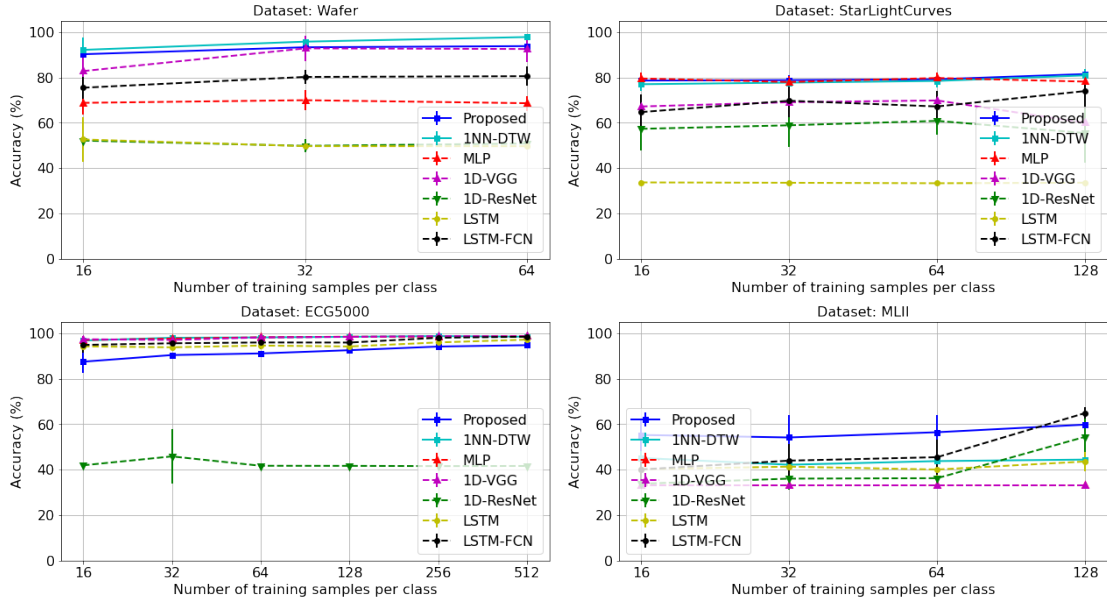 Dataset: Wafer
100
80
60
40
20
0
Accuracy (%)
Proposed
1NN-DTW
MLP
1D-VGG
1D-ResNet
LSTM
LSTM-FCN
16 32 64
Number of training samples per class
Dataset: StarLightCurves
100
80
60
40
20
0
Accuracy (%)
Proposed
1NN-DTW
MLP
1D-VGG
1D-ResNet
LSTM
LSTM-FCN
16 32 64 128
Number of training samples per class
Dataset: ECG5000
100
80
60
40
20
0
Accuracy (%)
Proposed
1NN-DTW
MLP
1D-VGG
1D-ResNet
LSTM
LSTM-FCN
16 32 64 128 256 512
Number of training samples per class
Dataset: MLII
100
80
60
40
20
0
Accuracy (%)
Proposed
1NN-DTW
MLP
1D-VGG
1D-ResNet
LSTM
LSTM-FCN
16 32 64 128
Number of training samples per class